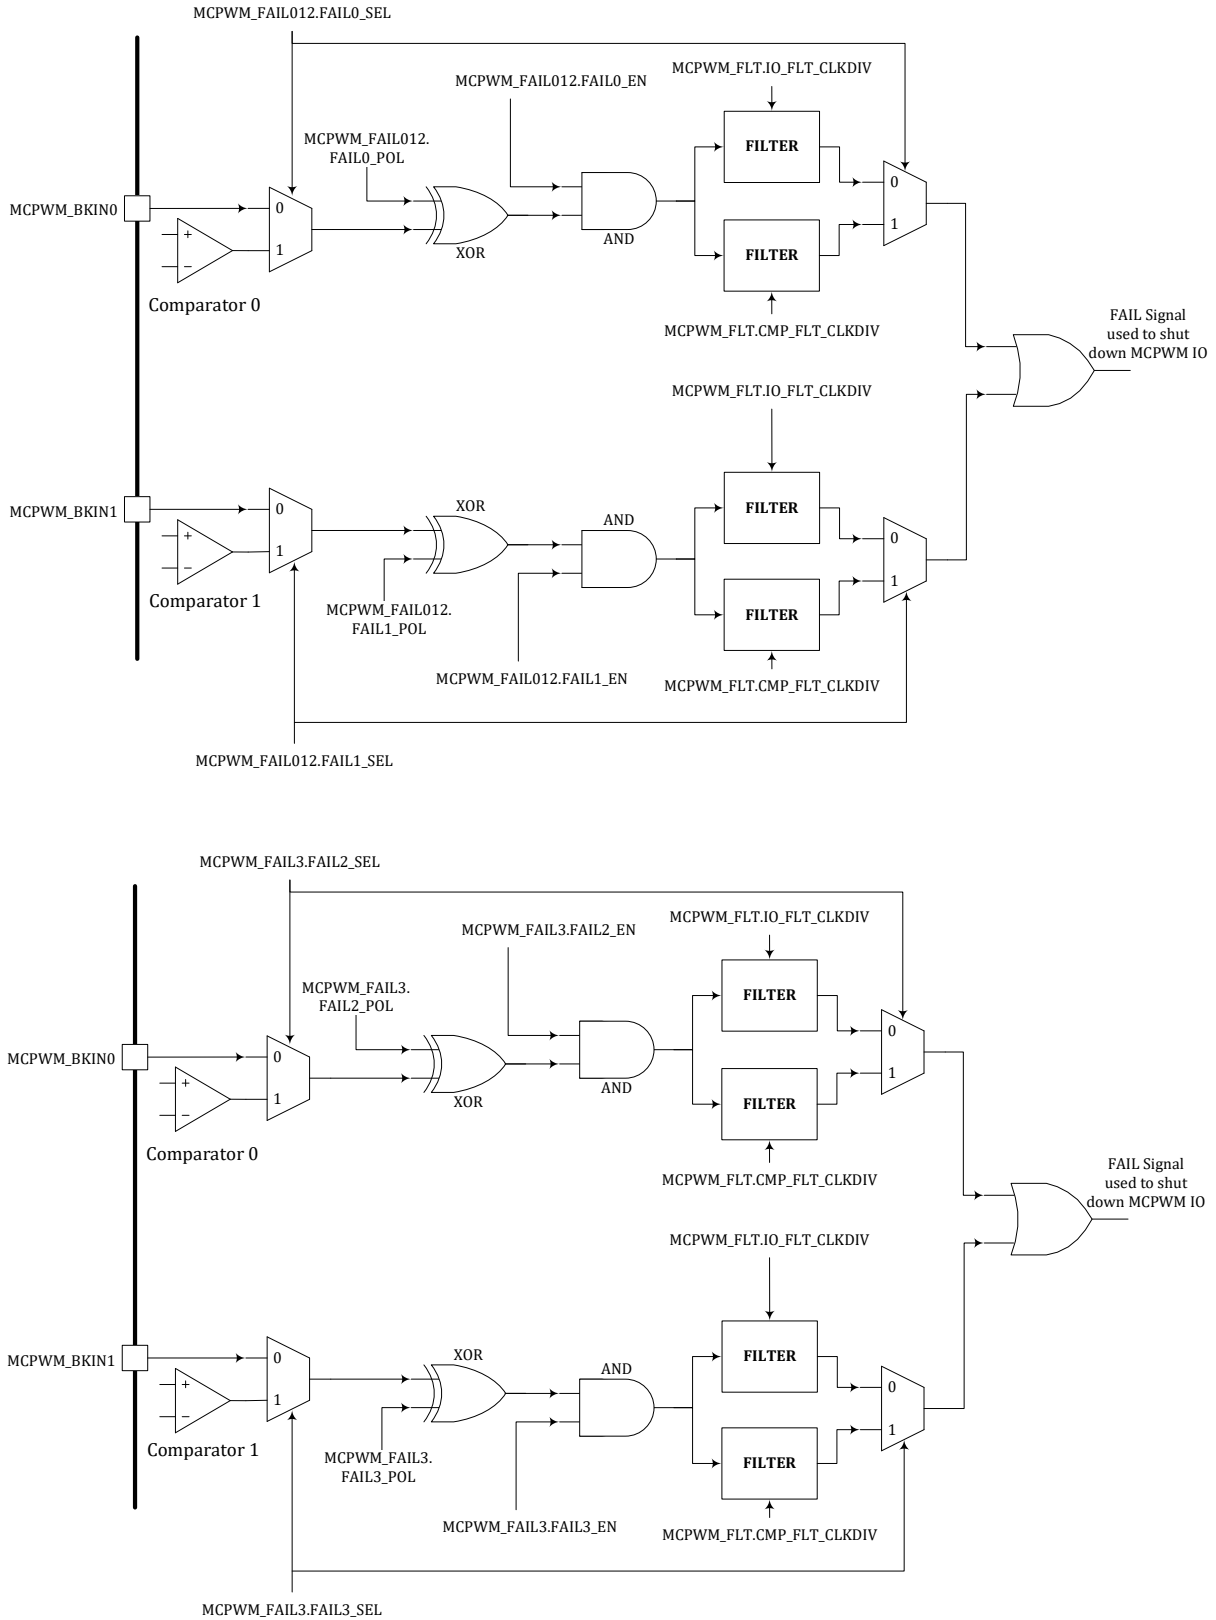 MCPWM_FAIL012.FAIL0_SEL
MCPWM_FLT.IO_FLT_CLKDIV
MCPWM_FAIL012.FAIL0_EN
MCPWM_FAIL012.
FAIL0_POL
FILTER
0
MCPWM_BKIN0
0
+
1
1
−
XOR
AND
FILTER
Comparator 0
MCPWM_FLT.CMP_FLT_CLKDIV
FAIL Signal
used to shut
down MCPWM IO
MCPWM_FLT.IO_FLT_CLKDIV
MCPWM_BKIN1
0
XOR
AND
FILTER
+
1
−
0
1
Comparator 1
MCPWM_FAIL012.
FAIL1_POL
FILTER
MCPWM_FAIL012.FAIL1_EN
MCPWM_FLT.CMP_FLT_CLKDIV
MCPWM_FAIL012.FAIL1_SEL
MCPWM_FAIL3.FAIL2_SEL
MCPWM_FLT.IO_FLT_CLKDIV
MCPWM_FAIL3.FAIL2_EN
MCPWM_FAIL3.
FAIL2_POL
FILTER
0
MCPWM_BKIN0
0
+
1
1
−
XOR
AND
FILTER
Comparator 0
MCPWM_FLT.CMP_FLT_CLKDIV
FAIL Signal
used to shut
down MCPWM IO
MCPWM_FLT.IO_FLT_CLKDIV
MCPWM_BKIN1
0
XOR
AND
FILTER
+
1
−
0
1
Comparator 1
MCPWM_FAIL3.
FAIL3_POL
FILTER
MCPWM_FAIL3.FAIL3_EN
MCPWM_FLT.CMP_FLT_CLKDIV
MCPWM_FAIL3.FAIL3_SEL